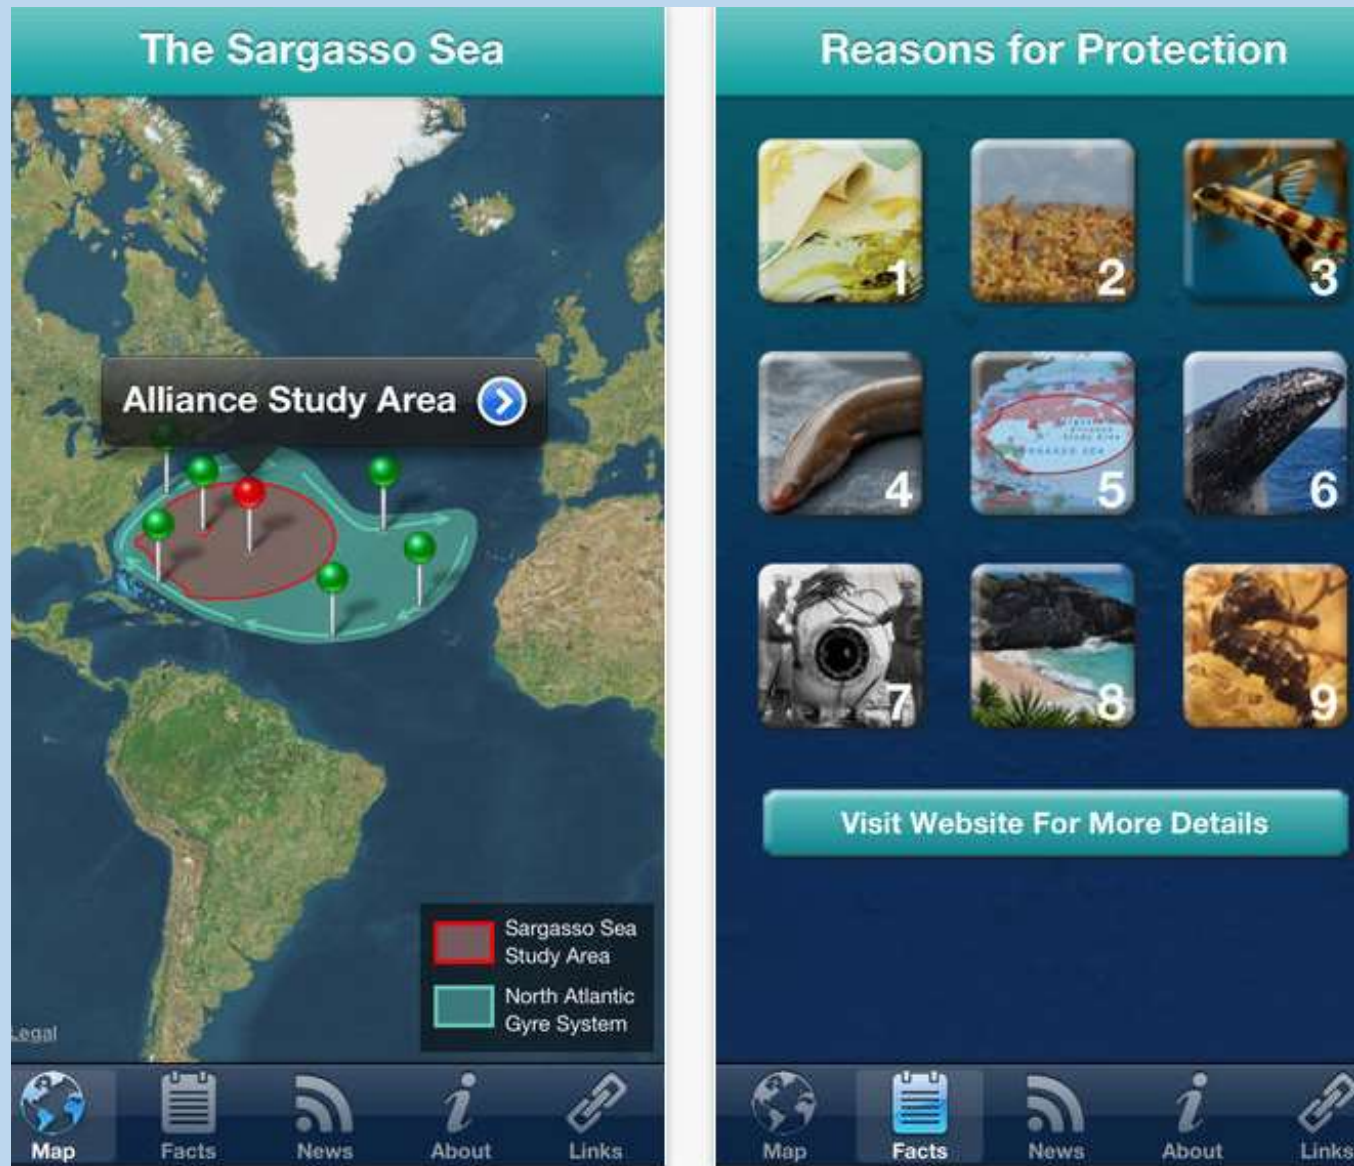 The Sargasso Sea
Alliance Study Area
Sargasso Sea
Study Area
North Atlantic
Gyre System
Legal
Map
Facts
News
About
Links
Reasons for Protection
1
2
3
4
5
6
7
8
9
Visit Website For More Details
Map
Facts
News
About
Links